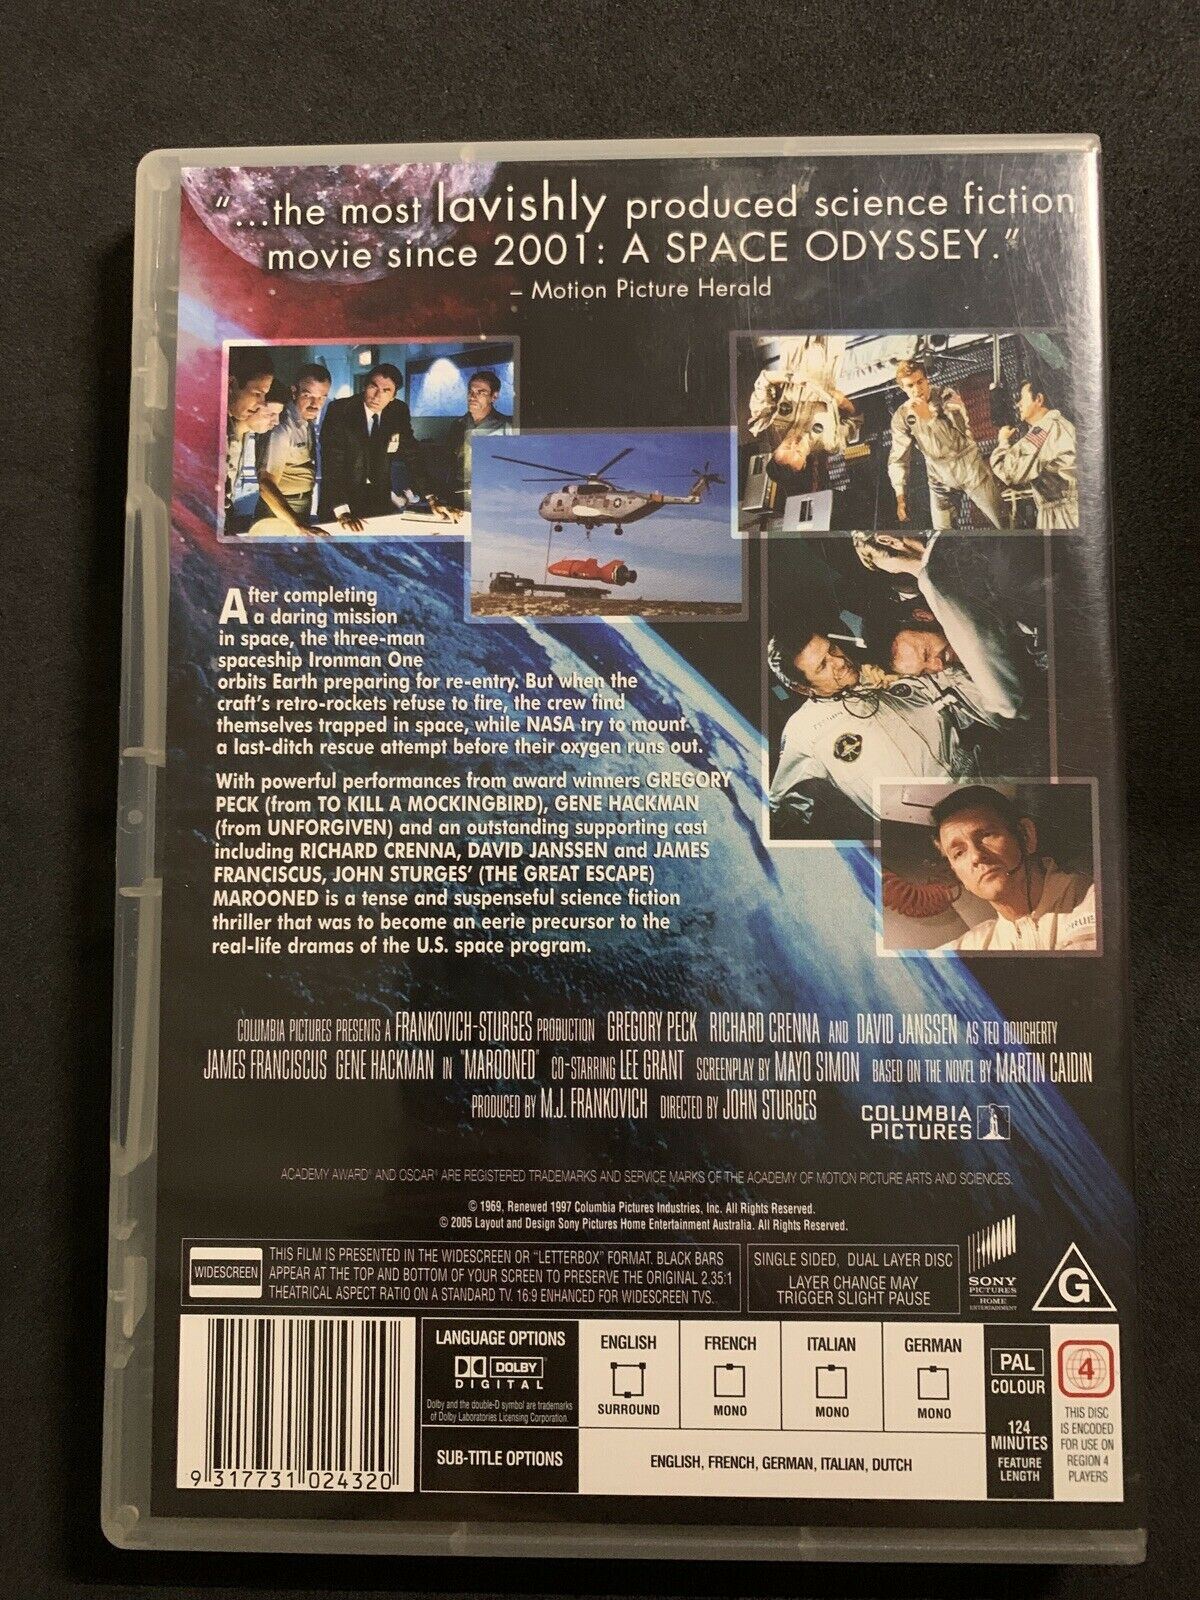 “...the most lavishly produced science fiction
movie since 2001: A SPACE ODYSSEY.”
– Motion Picture Herald
After completing
a daring mission
in space, the three-man
spaceship Ironman One
orbits Earth preparing for re-entry. But when the
craft's retro-rockets refuse to fire, the crew find
themselves trapped in space, while NASA try to mount
a last-ditch rescue attempt before their oxygen runs out.
With powerful performances from award winners GREGORY
PECK (from TO KILL A MOCKINGBIRD), GENE HACKMAN
(from UNFORGIVEN) and an outstanding supporting cast
including RICHARD CRENNA, DAVID JANSSEN and JAMES
FRANCISCUS, JOHN STURGES' (THE GREAT ESCAPE)
MAROONED is a tense and suspenseful science fiction
thriller that was to become an eerie precursor to the
real-life dramas of the U.S. space program.
PRUE
COLUMBIA PICTURES PRESENTS A FRANKOVICH-STURGES PRODUCTION GREGORY PECK RICHARD CRENNA AND DAVID JANSSEN AS TED DOUGHERTY
JAMES FRANCISCUS GENE HACKMAN IN "MAROONED" CO-STARRING LEE GRANT SCREENPLAY BY MAYO SIMON BASED ON THE NOVEL BY MARTIN CAIDIN
PRODUCED BY M.J. FRANKOVICH DIRECTED BY JOHN STURGES
COLUMBIA
PICTURES
ACADEMY AWARD® AND OSCAR® ARE REGISTERED TRADEMARKS AND SERVICE MARKS OF THE ACADEMY OF MOTION PICTURE ARTS AND SCIENCES.
© 1969, Renewed 1997 Columbia Pictures Industries, Inc. All Rights Reserved.
© 2005 Layout and Design Sony Pictures Home Entertainment Australia. All Rights Reserved.
WIDESCREEN
THIS FILM IS PRESENTED IN THE WIDESCREEN OR "LETTERBOX" FORMAT. BLACK BARS
APPEAR AT THE TOP AND BOTTOM OF YOUR SCREEN TO PRESERVE THE ORIGINAL 2.35:1
THEATRICAL ASPECT RATIO ON A STANDARD TV. 16:9 ENHANCED FOR WIDESCREEN TVS.
SINGLE SIDED, DUAL LAYER DISC
LAYER CHANGE MAY
TRIGGER SLIGHT PAUSE
SONY
PICTURES
HOME
ENTERTAINMENT
G
9 317731 024320
LANGUAGE OPTIONS
DOLBY
DIGITAL
Dolby and the double-D symbol are trademarks
of Dolby Laboratories Licensing Corporation.
ENGLISH
SURROUND
FRENCH
MONO
ITALIAN
MONO
GERMAN
MONO
SUB-TITLE OPTIONS
ENGLISH, FRENCH, GERMAN, ITALIAN, DUTCH
PAL
COLOUR
124
MINUTES
FEATURE
LENGTH
4
THIS DISC
IS ENCODED
FOR USE ON
REGION 4
PLAYERS